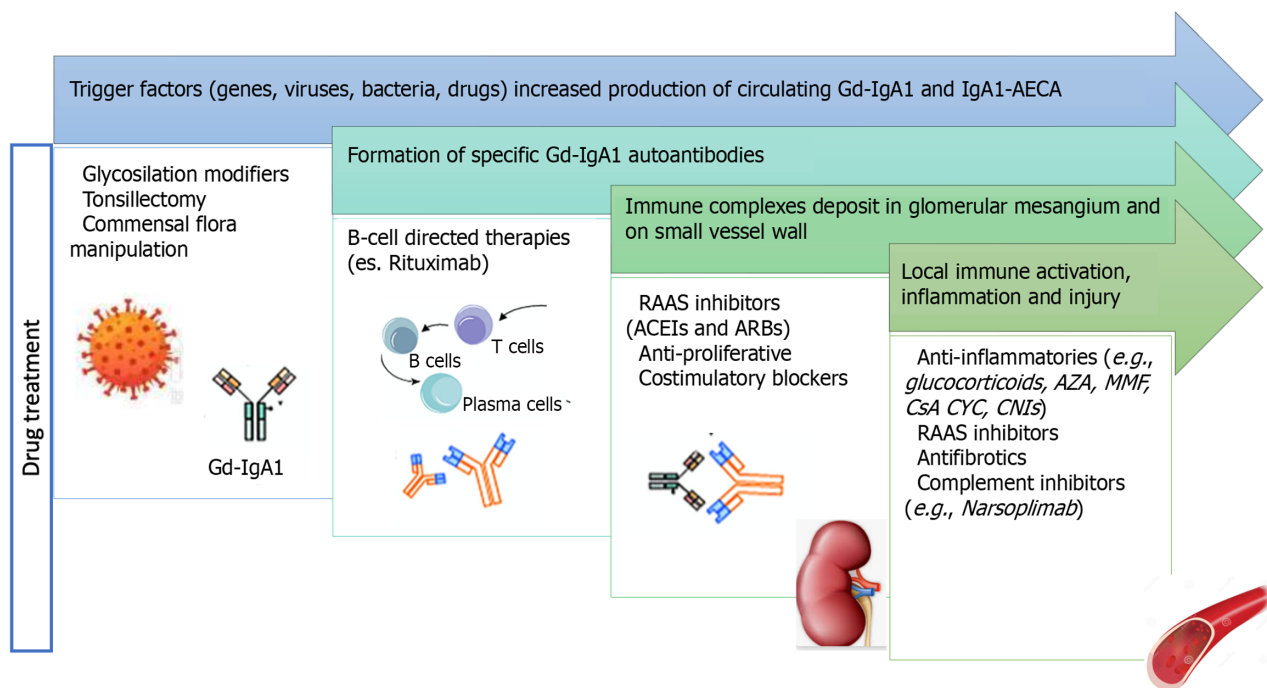 Trigger factors (genes, viruses, bacteria, drugs) increased production of circulating Gd-IgA1 and IgA1-AECA
Drug treatment
Glycosilation modifiers
Tonsillectomy
Commensal flora
manipulation
Gd-IgA1
Formation of specific Gd-IgA1 autoantibodies
B-cell directed therapies
(es. Rituximab)
T cells
B cells
Plasma cells
Immune complexes deposit in glomerular mesangium and
on small vessel wall
RAAS inhibitors
(ACEIs and ARBs)
Anti-proliferative
Costimulatory blockers
Local immune activation,
inflammation and injury
Anti-inflammatories (e.g.,
glucocorticoids, AZA, MMF,
CsA CYC, CNIs)
RAAS inhibitors
Antifibrotics
Complement inhibitors
(e.g., Narsoplimab)